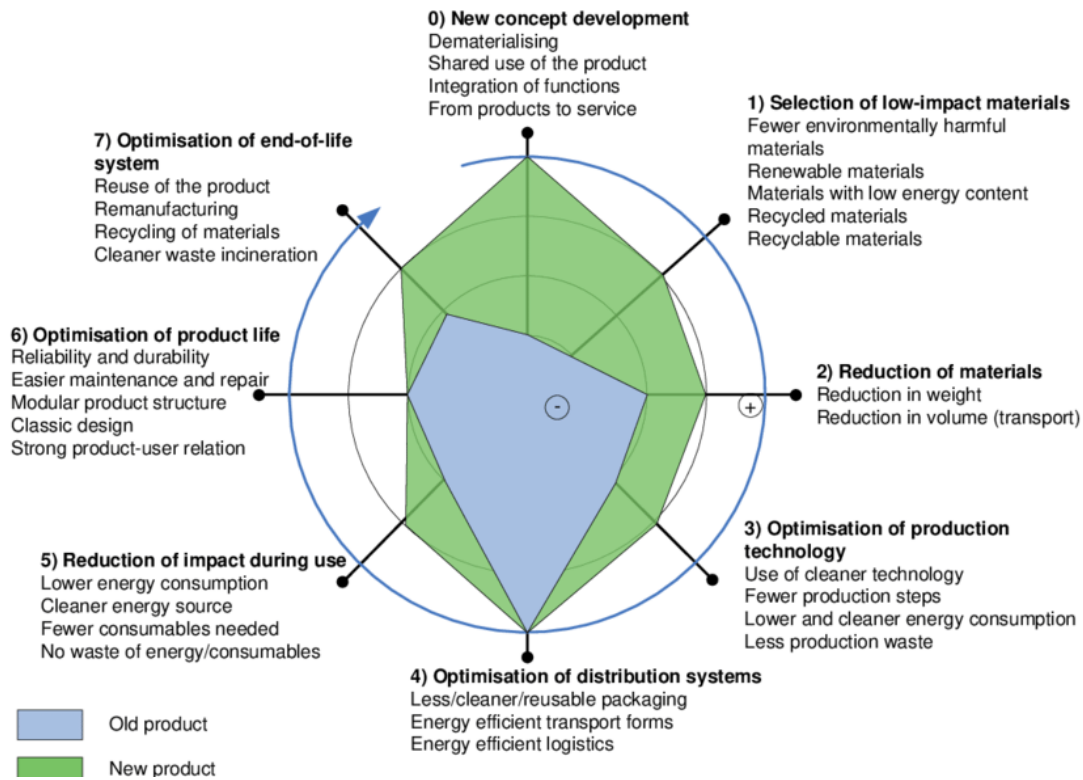 0) New concept development
Dematerialising
Shared use of the product
Integration of functions
From products to service
1) Selection of low-impact materials
Fewer environmentally harmful
materials
Renewable materials
Materials with low energy content
Recycled materials
Recyclable materials
2) Reduction of materials
Reduction in weight
Reduction in volume (transport)
3) Optimisation of production
technology
Use of cleaner technology
Fewer production steps
Lower and cleaner energy consumption
Less production waste
4) Optimisation of distribution systems
Less/cleaner/reusable packaging
Energy efficient transport forms
Energy efficient logistics
5) Reduction of impact during use
Lower energy consumption
Cleaner energy source
Fewer consumables needed
No waste of energy/consumables
6) Optimisation of product life
Reliability and durability
Easier maintenance and repair
Modular product structure
Classic design
Strong product-user relation
7) Optimisation of end-of-life
system
Reuse of the product
Remanufacturing
Recycling of materials
Cleaner waste incineration
-
+
Old product
New product